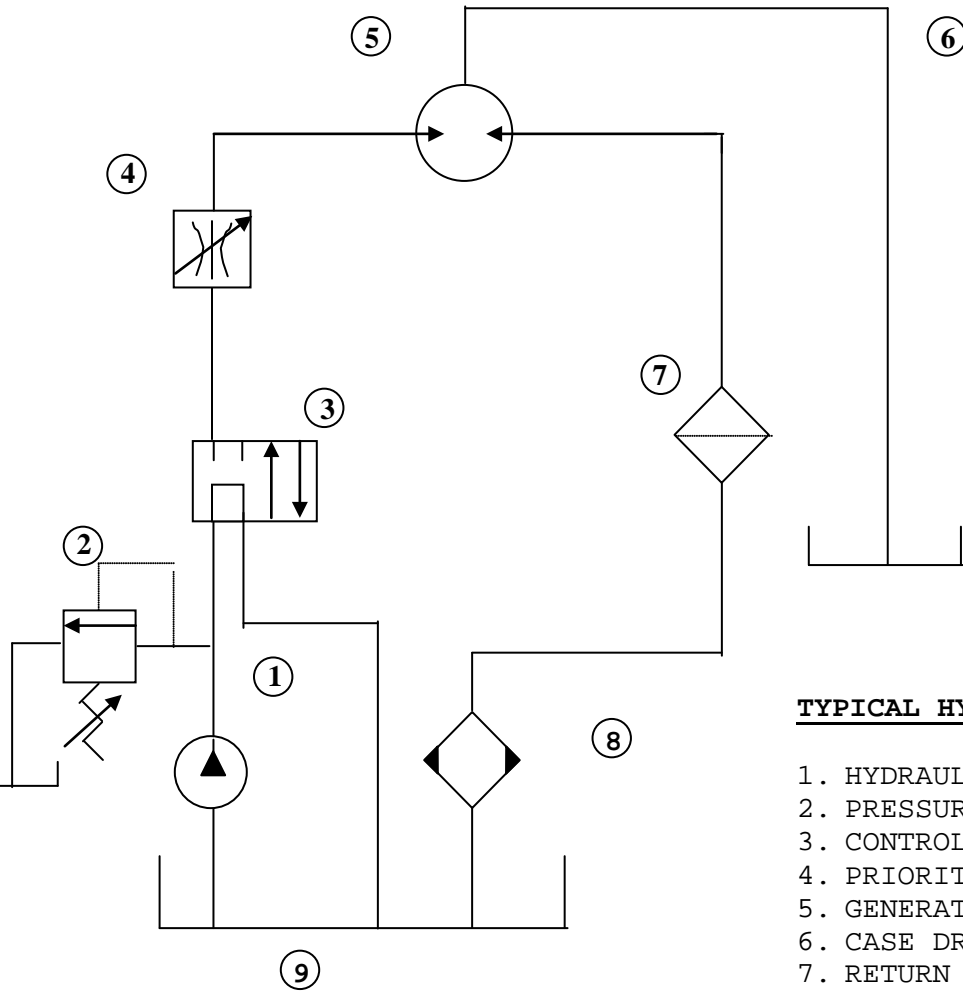 5
6
4
7
3
2
1
8
9
TYPICAL HY
1. HYDRAUL
2. PRESSUR
3. CONTROL
4. PRIORIT
5. GENERAT
6. CASE DR
7. RETURN